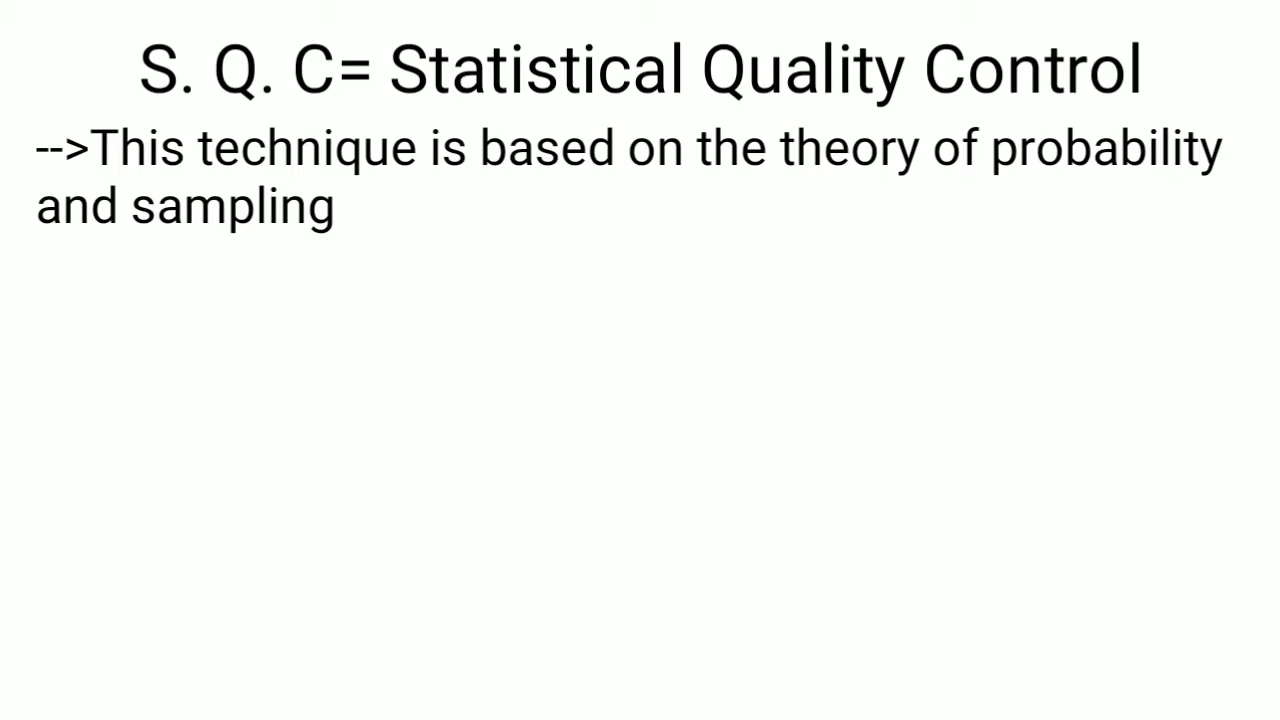 S. Q. C= Statistical Quality Control
-->This technique is based on the theory of probability
and sampling